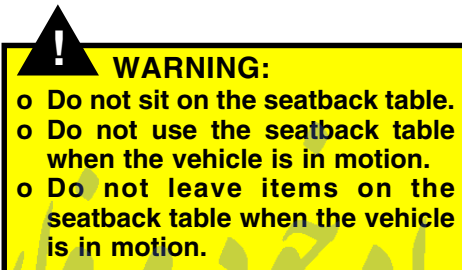 ! WARNING:
o Do not sit on the seatback table.
o Do not use the seatback table
when the vehicle is in motion.
o Do not leave items on the
seatback table when the vehicle
is in motion.